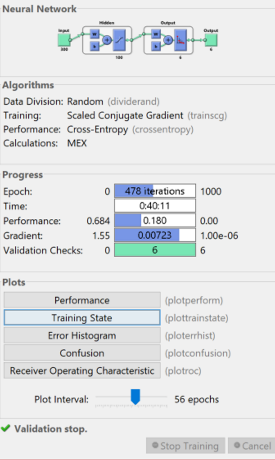 Neural Network
Hidden
Output
Input
Output
W
W
b
b
6
6
Algorithms
Data Division: Random (dividerand)
Training: Scaled Conjugate Gradient (trainscg)
Performance: Cross-Entropy (crossentropy)
Calculations: MEX
Progress
Epoch: 0 478 iterations 1000
Time: 0:40:11
Performance: 0.684 0.180 0.00
Gradient: 1.55 0.00723 1.00e-06
Validation Checks: 0 6 6
Plots
Performance (plotperform)
Training State (plottrainstate)
Error Histogram (ploterrhist)
Confusion (plotconfusion)
Receiver Operating Characteristic (plotroc)
Plot Interval: 56 epochs
Validation stop.
Stop Training Cancel